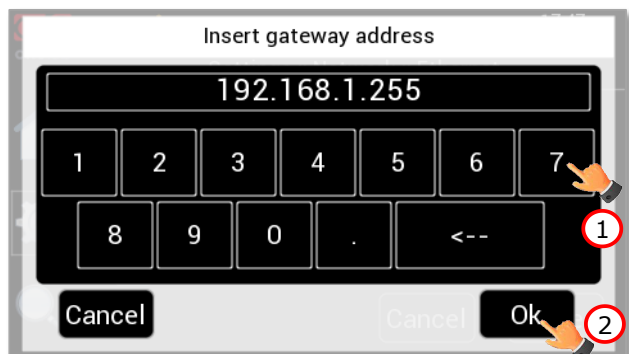 Insert gateway address
192.168.1.255
1 2 3 4 5 6 7
1
8 9 0 . <--
Cancel Cancel Ok
2